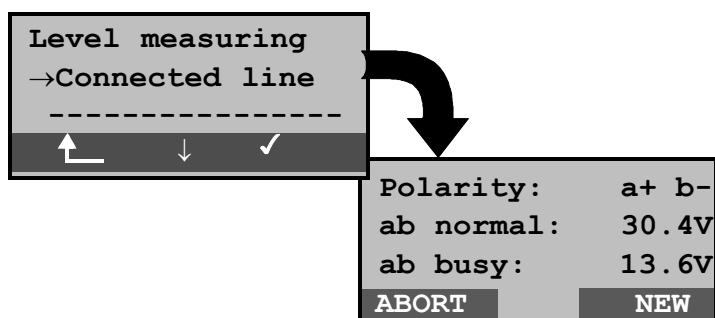 Level measuring
→Connected line
----------------
↓ ✓
Polarity: a+ b-
ab normal: 30.4V
ab busy: 13.6V
ABORT NEW